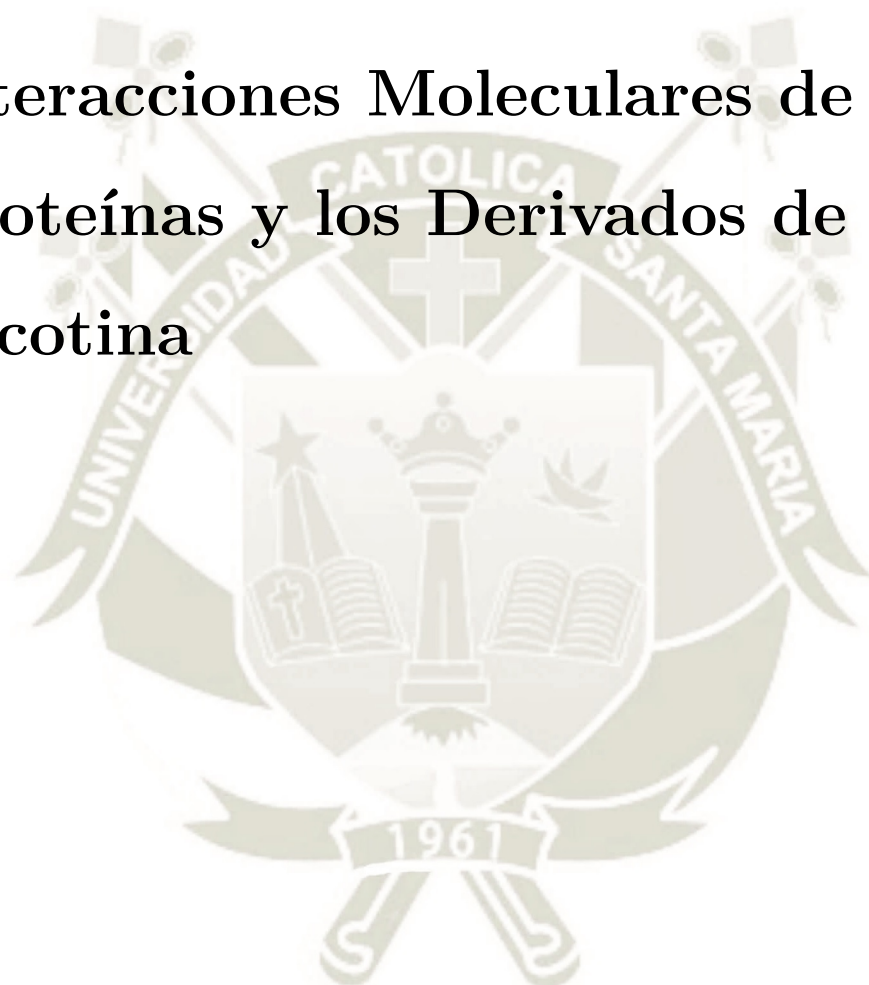 teracciones Moleculares de
oteínas y los Derivados de
cotina
UNIVERSIDAD CATOLICA SANTA MARIA
1961